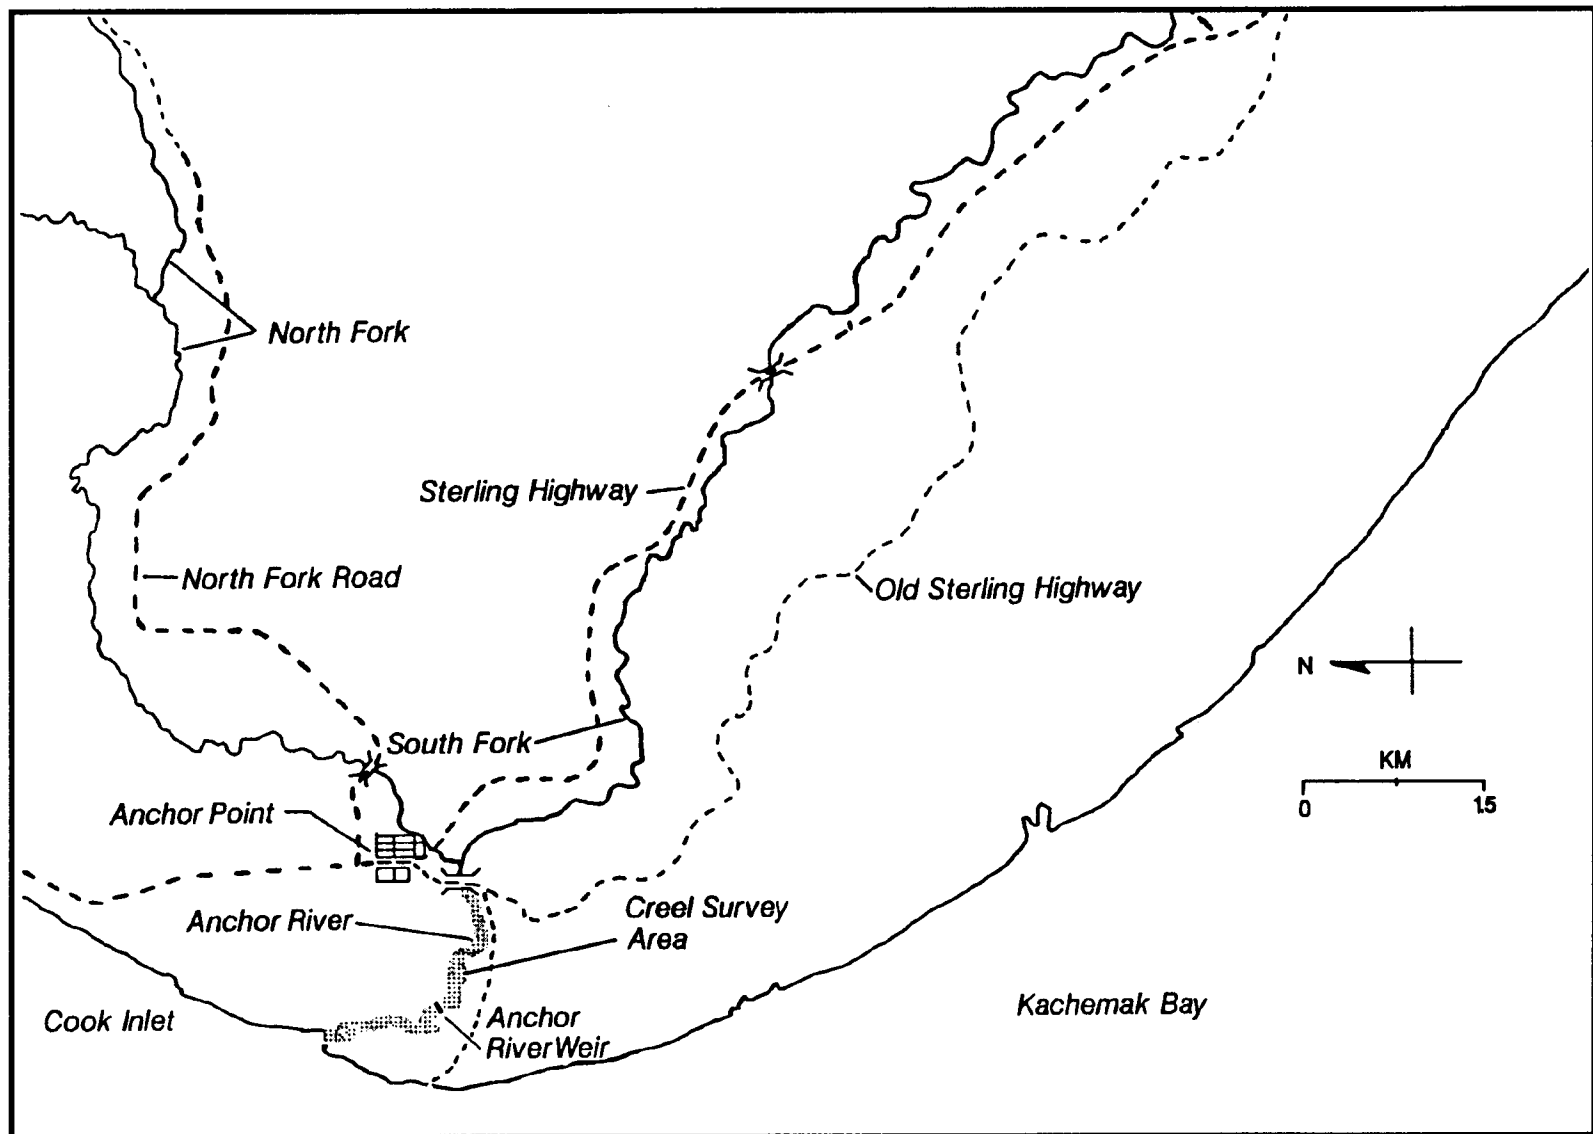 North Fork
Sterling Highway
North Fork Road
Old Sterling Highway
N
South Fork
KM
0
1.5
Anchor Point
Anchor River
Creel Survey
Area
Cook Inlet
Anchor
River Weir
Kachemak Bay